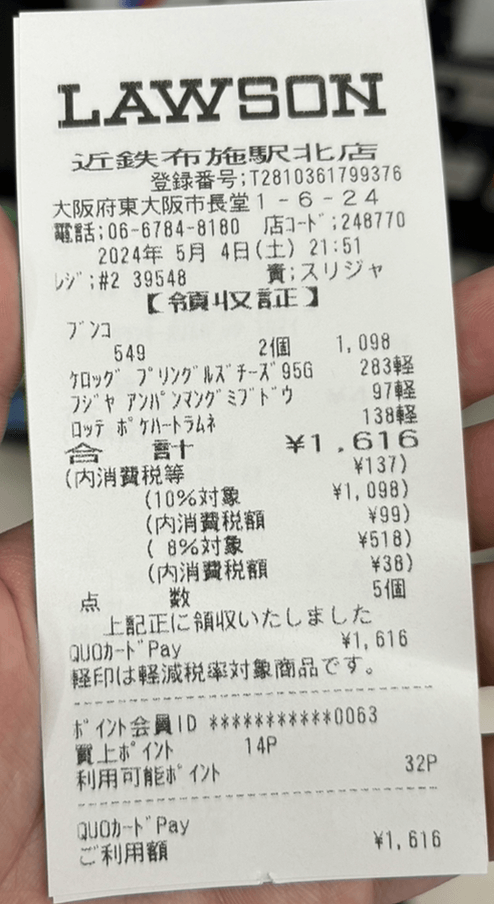 LAWSON
近鉄布施駅北店
登録番号;T2810361799376
大阪府東大阪市長堂1-6-24
電話;06-6784-8180 店コード;248770
2024年 5月 4日(土) 21:51
レジ;#2 39548 責;スリジャ
【領収証】
ブンコ
549 2個 1,098
ケロッグ プリングルズチーズ95G 283軽
フジヤ アンパンマングミブドウ 97軽
ロッテ ポケハートラムネ 138軽
合 計 ¥1,616
(内消費税等 ¥137)
(10%対象 ¥1,098)
(内消費税額 ¥99)
( 8%対象 ¥518)
(内消費税額 ¥38)
点 数 5個
上記正に領収いたしました
QUOカードPay ¥1,616
軽印は軽減税率対象商品です。
ポイント会員ID ***********0063
買上ポイント 14P
利用可能ポイント 32P
QUOカードPay
ご利用額 ¥1,616